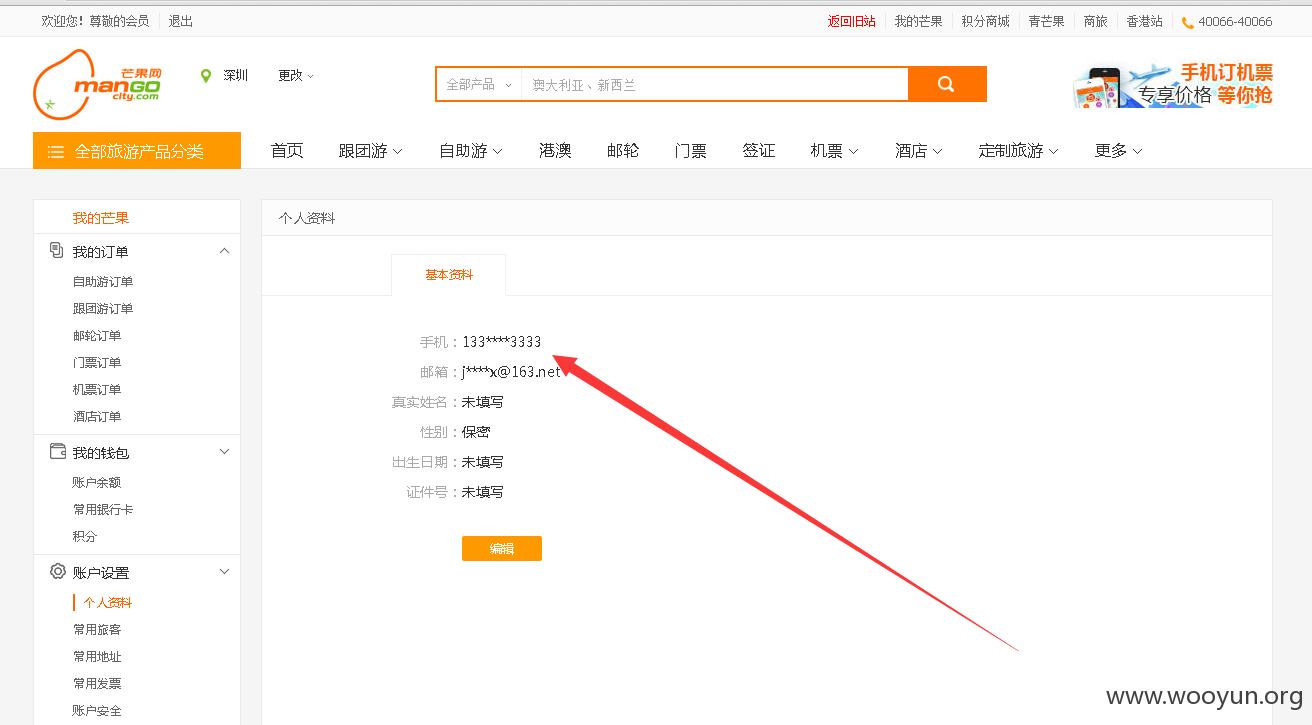 欢迎您! 尊敬的会员 退出 返回旧站 我的芒果 积分商城 青芒果 商旅 香港站 40066-40066
芒果网 manGO city.com 深圳 更改 全部产品 澳大利亚、新西兰 手机订机票 专享价格 等你抢
全部旅游产品分类 首页 跟团游 自助游 港澳 邮轮 门票 签证 机票 酒店 定制旅游 更多
我的芒果
我的订单
自助游订单
跟团游订单
邮轮订单
门票订单
机票订单
酒店订单
我的钱包
账户余额
常用银行卡
积分
账户设置
个人资料
常用旅客
常用地址
常用发票
账户安全
个人资料
基本资料
手机：133****3333
邮箱：j****x@163.net
真实姓名：未填写
性别：保密
出生日期：未填写
证件号：未填写
编辑
www.wooyun.org